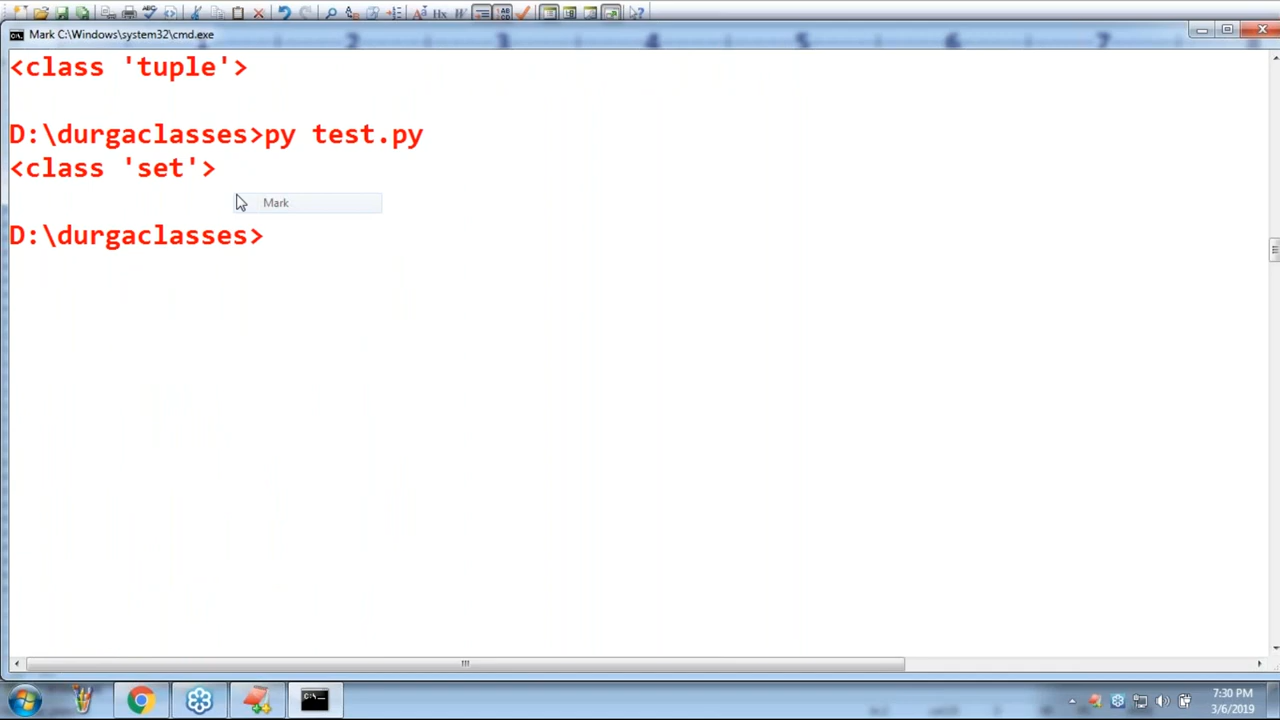 Mark C:\Windows\system32\cmd.exe
<class 'tuple'>
D:\durgaclasses>py test.py
<class 'set'>
Mark
D:\durgaclasses>
7:30 PM
3/6/2019